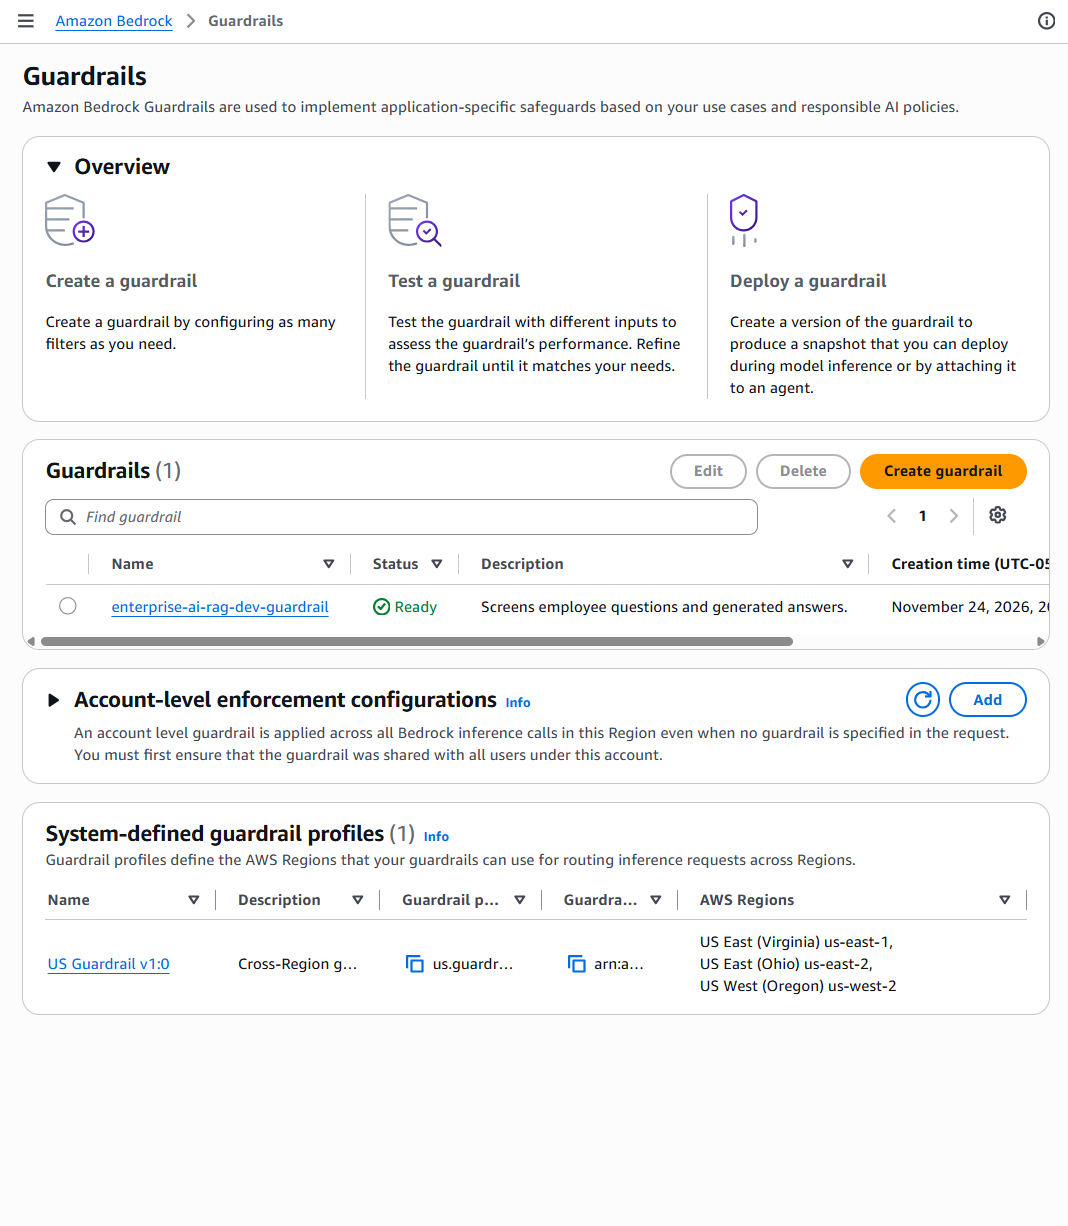 Amazon Bedrock > Guardrails
Guardrails
Amazon Bedrock Guardrails are used to implement application-specific safeguards based on your use cases and responsible AI policies.
Overview
Create a guardrail
Create a guardrail by configuring as many
filters as you need.
Test a guardrail
Test the guardrail with different inputs to
assess the guardrail's performance. Refine
the guardrail until it matches your needs.
Deploy a guardrail
Create a version of the guardrail to
produce a snapshot that you can deploy
during model inference or by attaching it
to an agent.
Guardrails (1)
Edit Delete Create guardrail
Find guardrail
1
Name Status Description Creation time (UTC-05
enterprise-ai-rag-dev-guardrail Ready Screens employee questions and generated answers. November 24, 2026, 20
Account-level enforcement configurations Info
Add
An account level guardrail is applied across all Bedrock inference calls in this Region even when no guardrail is specified in the request.
You must first ensure that the guardrail was shared with all users under this account.
System-defined guardrail profiles (1) Info
Guardrail profiles define the AWS Regions that your guardrails can use for routing inference requests across Regions.
Name Description Guardrail p... Guardra... AWS Regions
US Guardrail v1:0 Cross-Region g... us.guardr... arn:a...
US East (Virginia) us-east-1,
US East (Ohio) us-east-2,
US West (Oregon) us-west-2